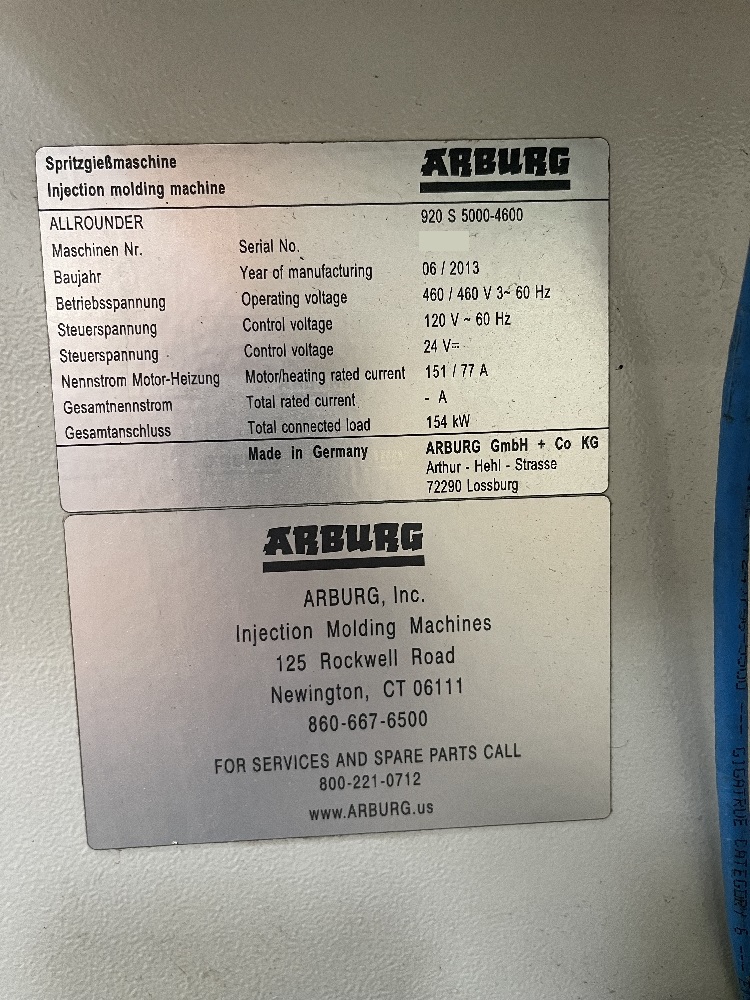 Spritzgießmaschine
Injection molding machine
ARBURG
ALLROUNDER 920 S 5000-4600
Maschinen Nr. Serial No.
Baujahr Year of manufacturing 06 / 2013
Betriebsspannung Operating voltage 460 / 460 V 3~ 60 Hz
Steuerspannung Control voltage 120 V ~ 60 Hz
Steuerspannung Control voltage 24 V=
Nennstrom Motor-Heizung Motor/heating rated current 151 / 77 A
Gesamtnennstrom Total rated current - A
Gesamtanschluss Total connected load 154 kW
Made in Germany ARBURG GmbH + Co KG
Arthur - Hehl - Strasse
72290 Lossburg
ARBURG
ARBURG, Inc.
Injection Molding Machines
125 Rockwell Road
Newington, CT 06111
860-667-6500
FOR SERVICES AND SPARE PARTS CALL
800-221-0712
www.ARBURG.us
GIGATRUE CATEGORY 6